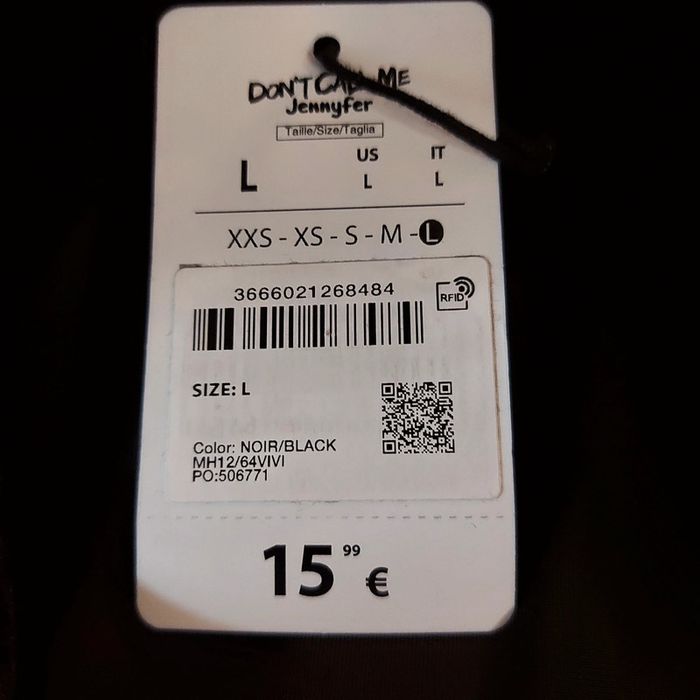 DON'T CALL ME
Jennyfer
Taille/Size/Taglia
L US L IT L
XXS - XS - S - M - L
3666021268484
RFID
SIZE: L
Color: NOIR/BLACK
MH12/64VIVI
PO:506771
15 99 €